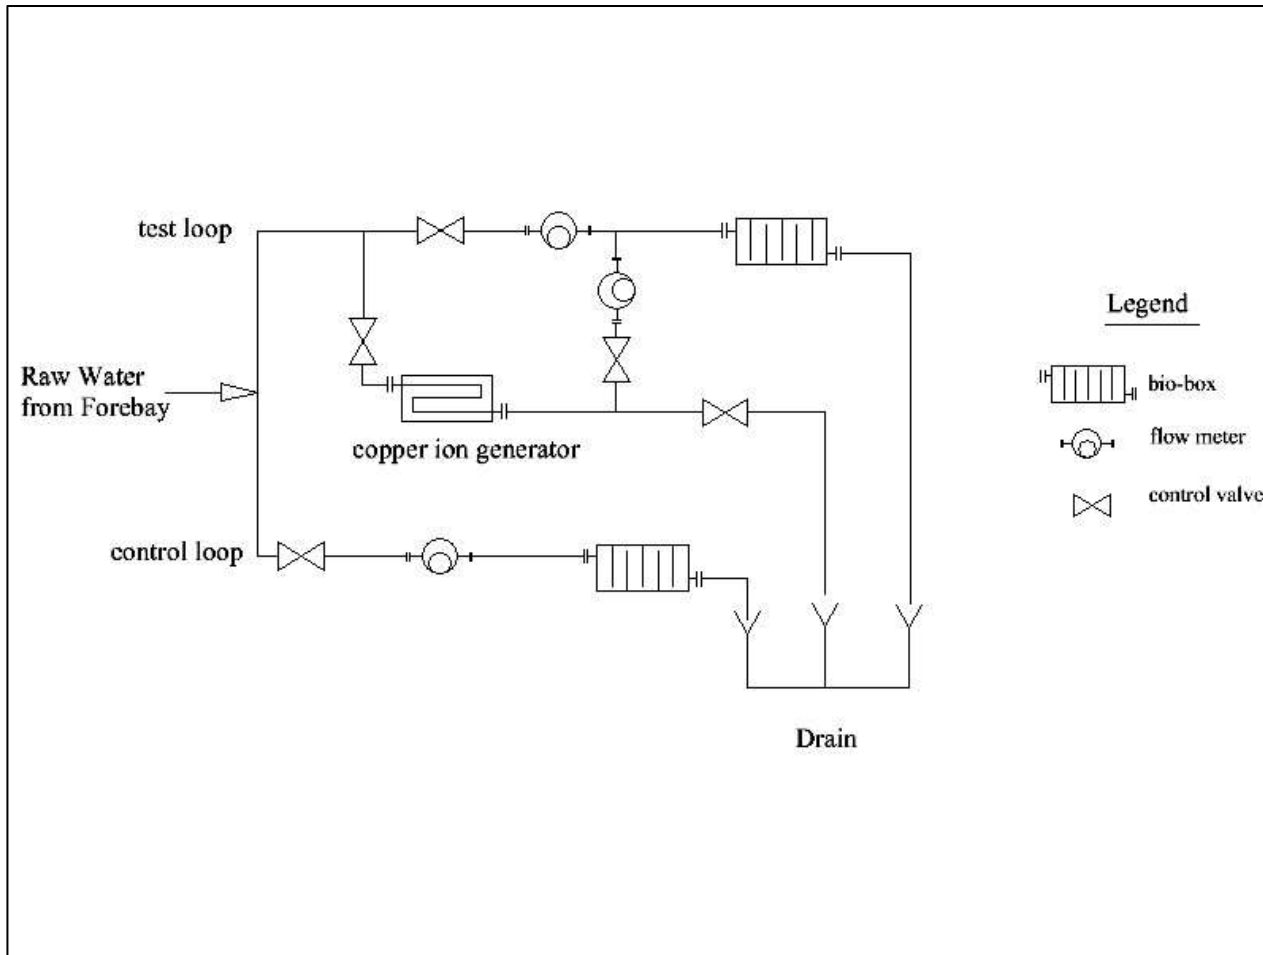 test loop
Raw Water
from Forebay
copper ion generator
control loop
Drain
Legend
bio-box
flow meter
control valve